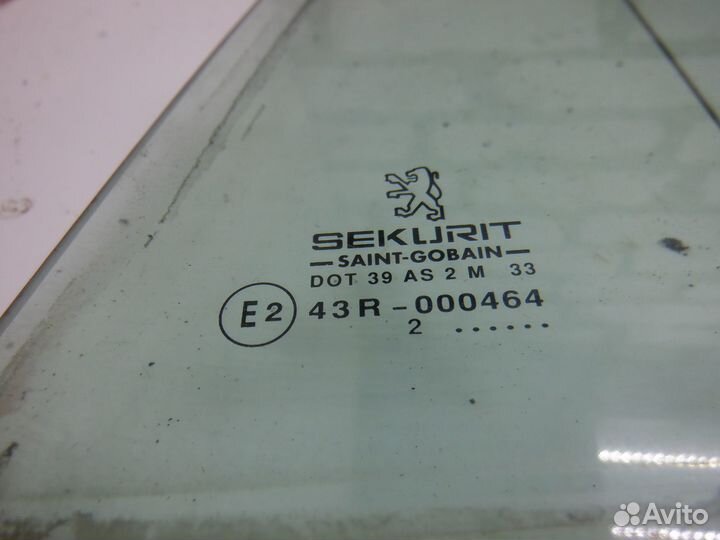 SEKURIT
SAINT-GOBAIN
DOT 39 AS 2 M 33
E2 43R-000464
2 ......
Avito